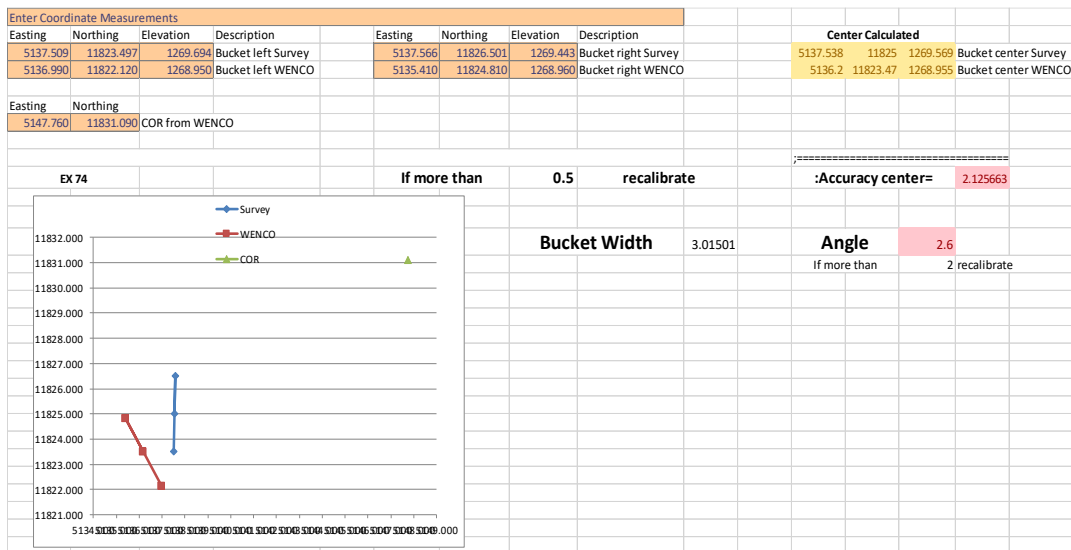 Enter Coordinate Measurements
Easting Northing Elevation Description Easting Northing Elevation Description Center Calculated
5137.509 11823.497 1269.694 Bucket left Survey 5137.566 11826.501 1269.443 Bucket right Survey 5137.538 11825 1269.569 Bucket center Survey
5136.990 11822.120 1268.950 Bucket left WENCO 5135.410 11824.810 1268.960 Bucket right WENCO 5136.2 11823.47 1268.955 Bucket center WENCO
Easting Northing
5147.760 11831.090 COR from WENCO
;====================================
EX 74 If more than 0.5 recalibrate :Accuracy center= 2.125663
Survey
WENCO
COR
Bucket Width 3.01501 Angle 2.6
If more than 2 recalibrate
11832.000
11831.000
11830.000
11829.000
11828.000
11827.000
11826.000
11825.000
11824.000
11823.000
11822.000
11821.000